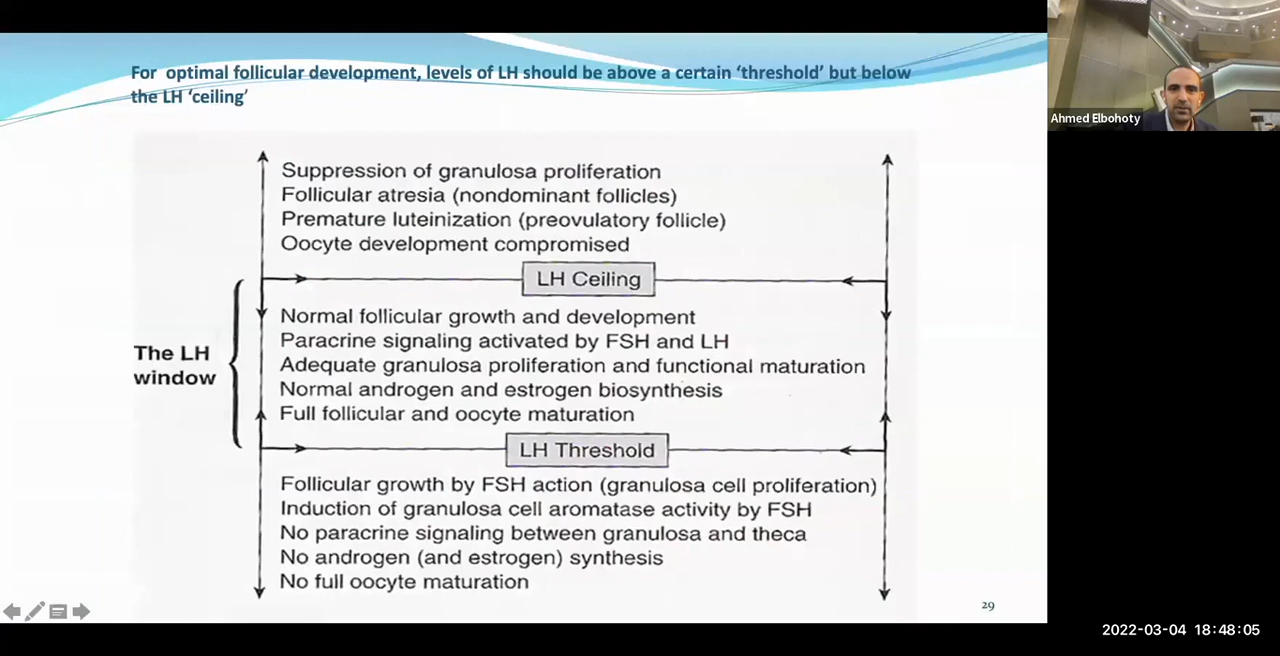 For optimal follicular development, levels of LH should be above a certain ‘threshold’ but below
the LH ‘ceiling’
Ahmed Elbohoty
Suppression of granulosa proliferation
Follicular atresia (nondominant follicles)
Premature luteinization (preovulatory follicle)
Oocyte development compromised
LH Ceiling
The LH
window
Normal follicular growth and development
Paracrine signaling activated by FSH and LH
Adequate granulosa proliferation and functional maturation
Normal androgen and estrogen biosynthesis
Full follicular and oocyte maturation
LH Threshold
Follicular growth by FSH action (granulosa cell proliferation)
Induction of granulosa cell aromatase activity by FSH
No paracrine signaling between granulosa and theca
No androgen (and estrogen) synthesis
No full oocyte maturation
29
2022-03-04 18:48:05